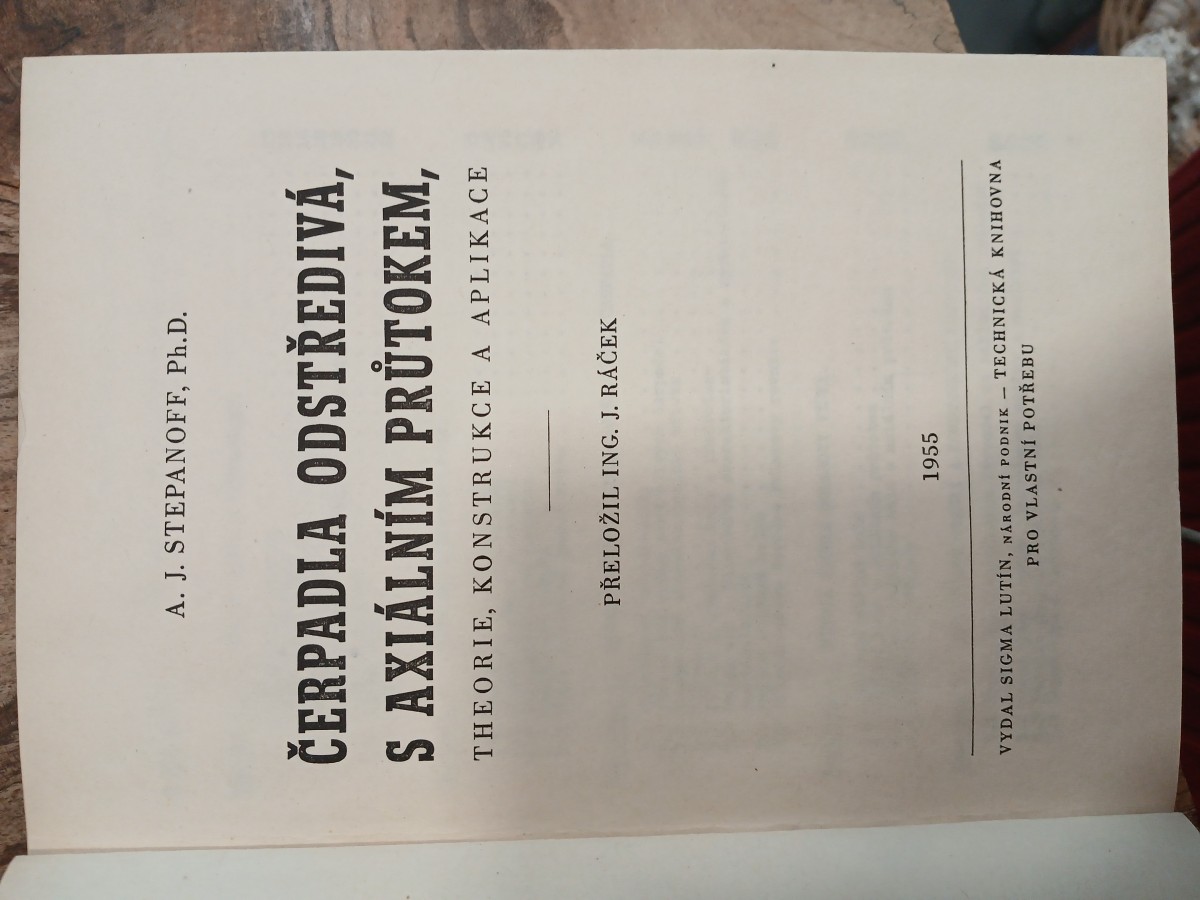 A. J. STEPANOFF, Ph.D.
ČERPADLA ODSTŘEDIVÁ,
S AXIÁLNÍM PRŮTOKEM,
THEORIE, KONSTRUKCE A APLIKACE
PŘELOŽIL ING. J. RÁČEK
1955
VYDAL SIGMA LUTÍN, NÁRODNÍ PODNIK — TECHNICKÁ KNIHOVNA
PRO VLASTNÍ POTŘEBU